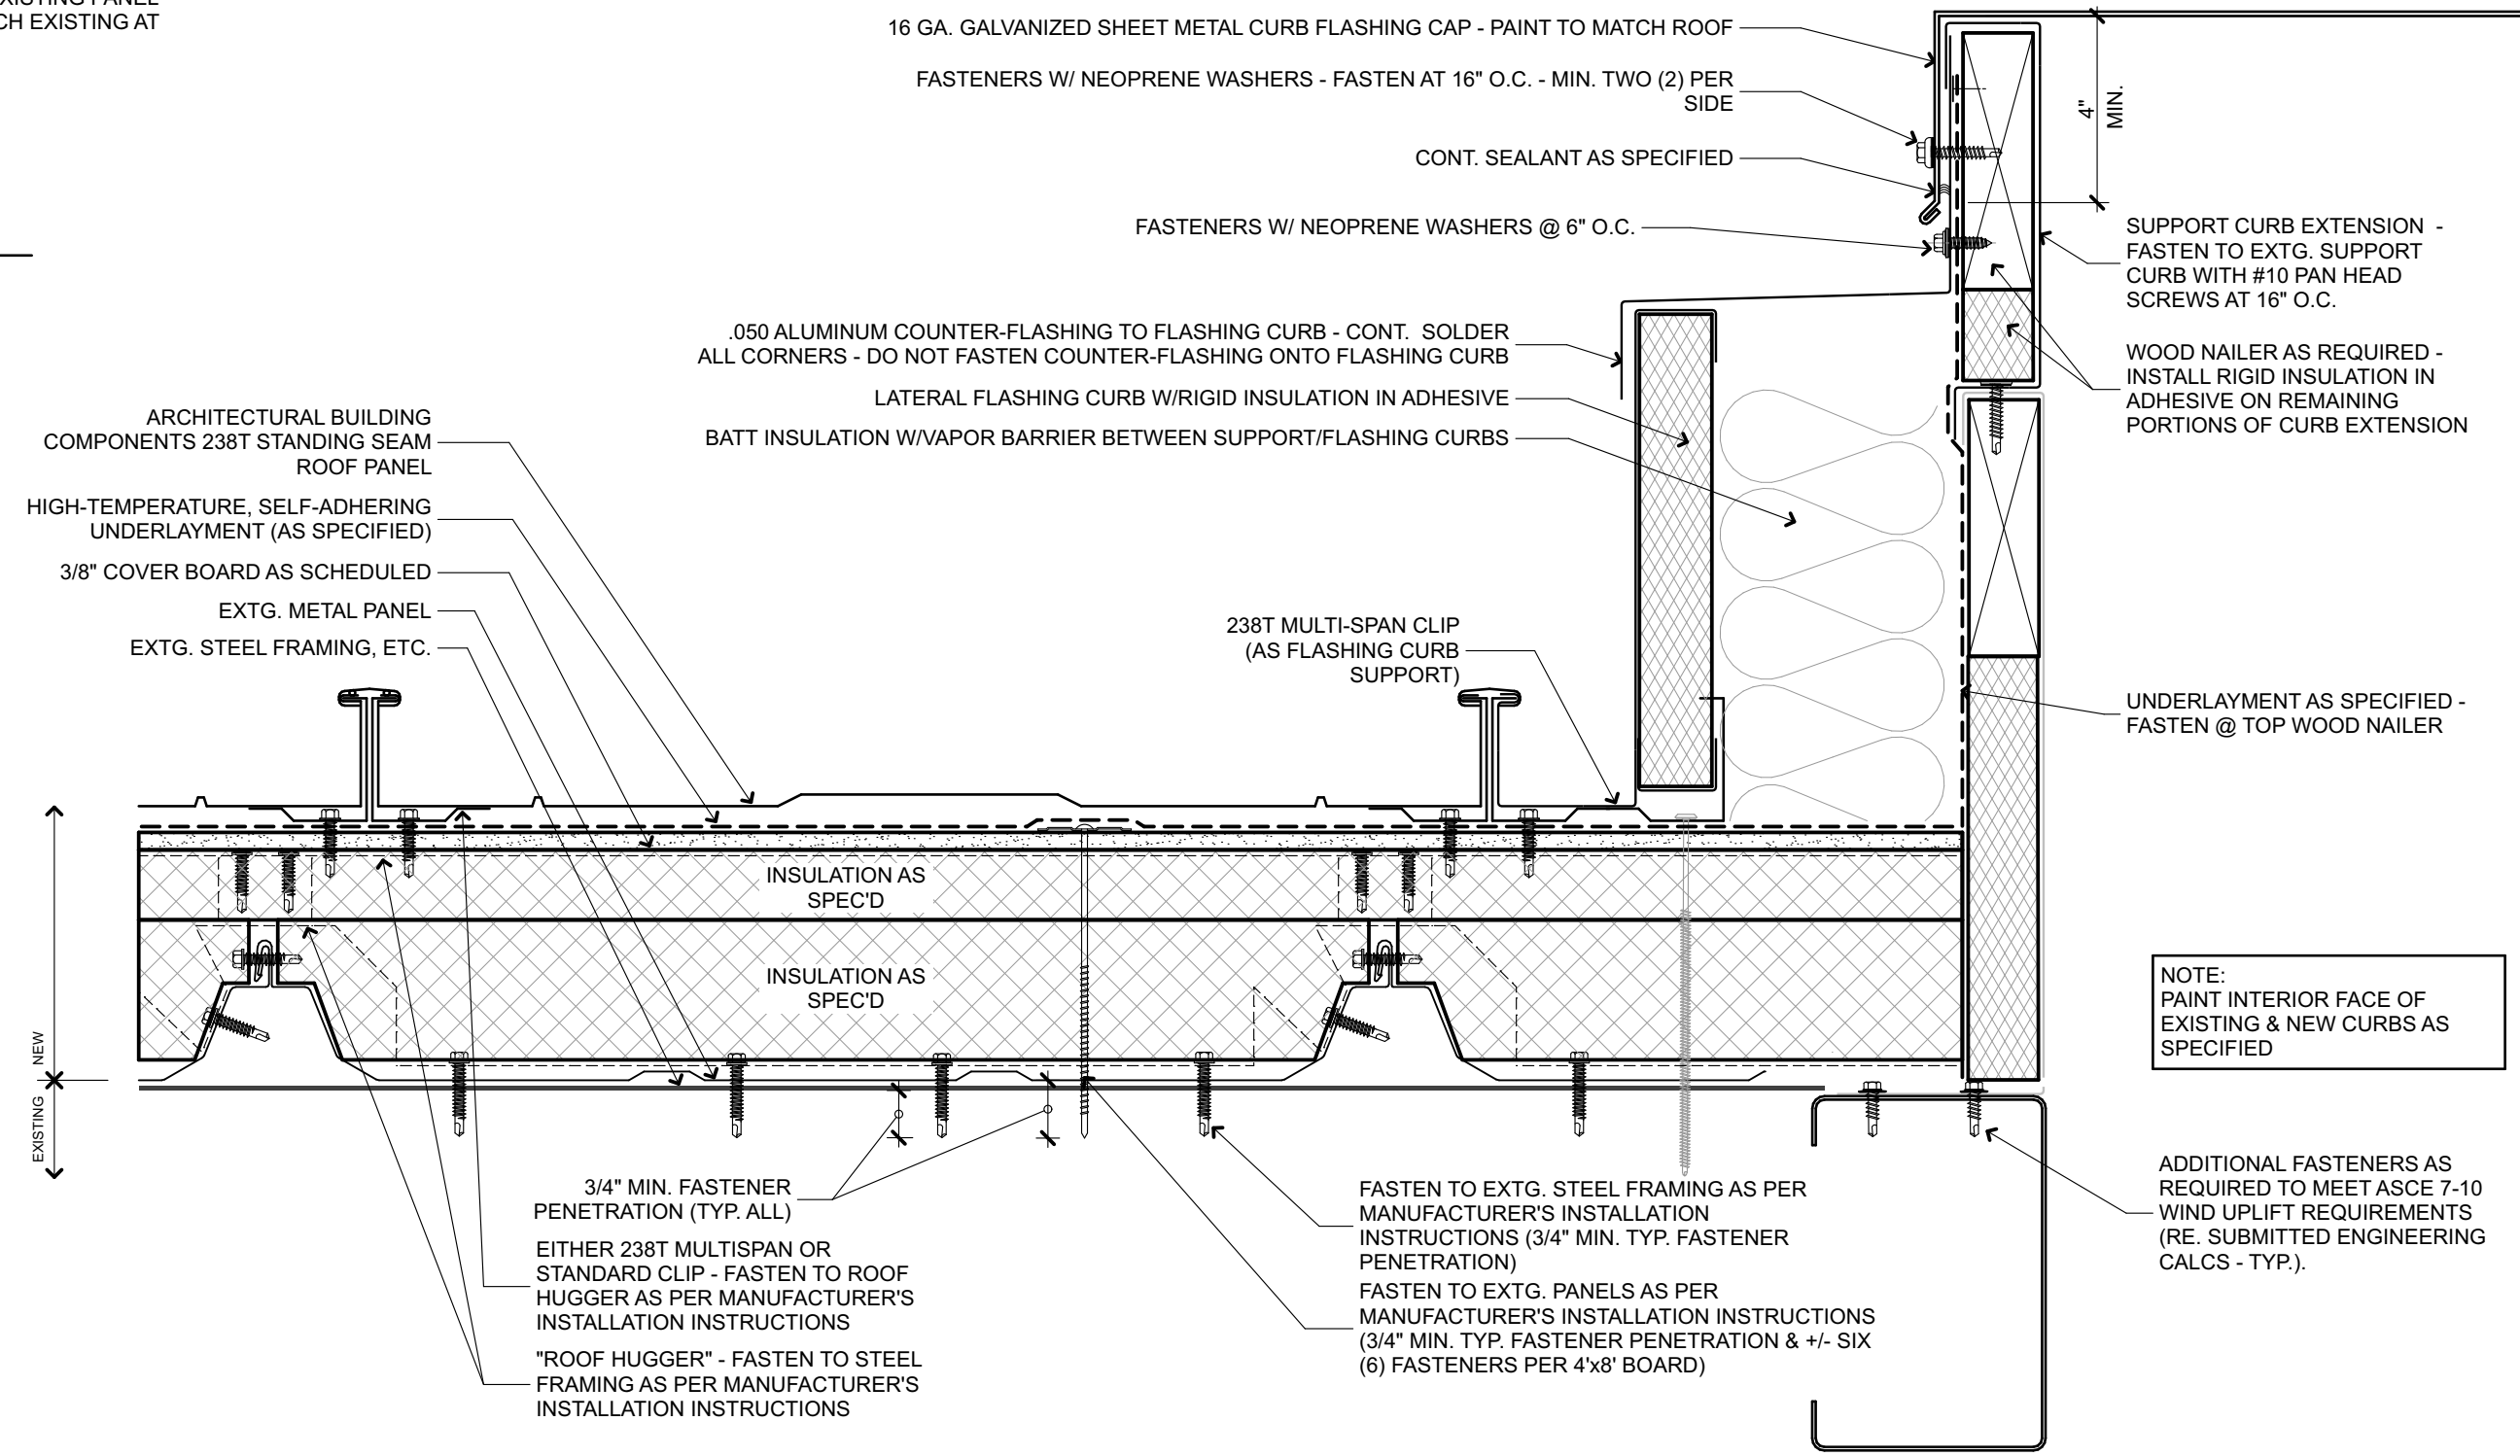 EXISTING PANEL
CH EXISTING AT
16 GA. GALVANIZED SHEET METAL CURB FLASHING CAP - PAINT TO MATCH ROOF
FASTENERS W/ NEOPRENE WASHERS - FASTEN AT 16" O.C. - MIN. TWO (2) PER
SIDE
CONT. SEALANT AS SPECIFIED
FASTENERS W/ NEOPRENE WASHERS @ 6" O.C.
4"
MIN.
SUPPORT CURB EXTENSION -
FASTEN TO EXTG. SUPPORT
CURB WITH #10 PAN HEAD
SCREWS AT 16" O.C.
WOOD NAILER AS REQUIRED -
INSTALL RIGID INSULATION IN
ADHESIVE ON REMAINING
PORTIONS OF CURB EXTENSION
.050 ALUMINUM COUNTER-FLASHING TO FLASHING CURB - CONT. SOLDER
ALL CORNERS - DO NOT FASTEN COUNTER-FLASHING ONTO FLASHING CURB
LATERAL FLASHING CURB W/RIGID INSULATION IN ADHESIVE
BATT INSULATION W/VAPOR BARRIER BETWEEN SUPPORT/FLASHING CURBS
ARCHITECTURAL BUILDING
COMPONENTS 238T STANDING SEAM
ROOF PANEL
HIGH-TEMPERATURE, SELF-ADHERING
UNDERLAYMENT (AS SPECIFIED)
3/8" COVER BOARD AS SCHEDULED
EXTG. METAL PANEL
EXTG. STEEL FRAMING, ETC.
238T MULTI-SPAN CLIP
(AS FLASHING CURB
SUPPORT)
UNDERLAYMENT AS SPECIFIED -
FASTEN @ TOP WOOD NAILER
INSULATION AS
SPEC'D
INSULATION AS
SPEC'D
NEW
EXISTING
NOTE:
PAINT INTERIOR FACE OF
EXISTING & NEW CURBS AS
SPECIFIED
3/4" MIN. FASTENER
PENETRATION (TYP. ALL)
EITHER 238T MULTISPAN OR
STANDARD CLIP - FASTEN TO ROOF
HUGGER AS PER MANUFACTURER'S
INSTALLATION INSTRUCTIONS
"ROOF HUGGER" - FASTEN TO STEEL
FRAMING AS PER MANUFACTURER'S
INSTALLATION INSTRUCTIONS
FASTEN TO EXTG. STEEL FRAMING AS PER
MANUFACTURER'S INSTALLATION
INSTRUCTIONS (3/4" MIN. TYP. FASTENER
PENETRATION)
FASTEN TO EXTG. PANELS AS PER
MANUFACTURER'S INSTALLATION INSTRUCTIONS
(3/4" MIN. TYP. FASTENER PENETRATION & +/- SIX
(6) FASTENERS PER 4'x8' BOARD)
ADDITIONAL FASTENERS AS
REQUIRED TO MEET ASCE 7-10
WIND UPLIFT REQUIREMENTS
(RE. SUBMITTED ENGINEERING
CALCS - TYP.).